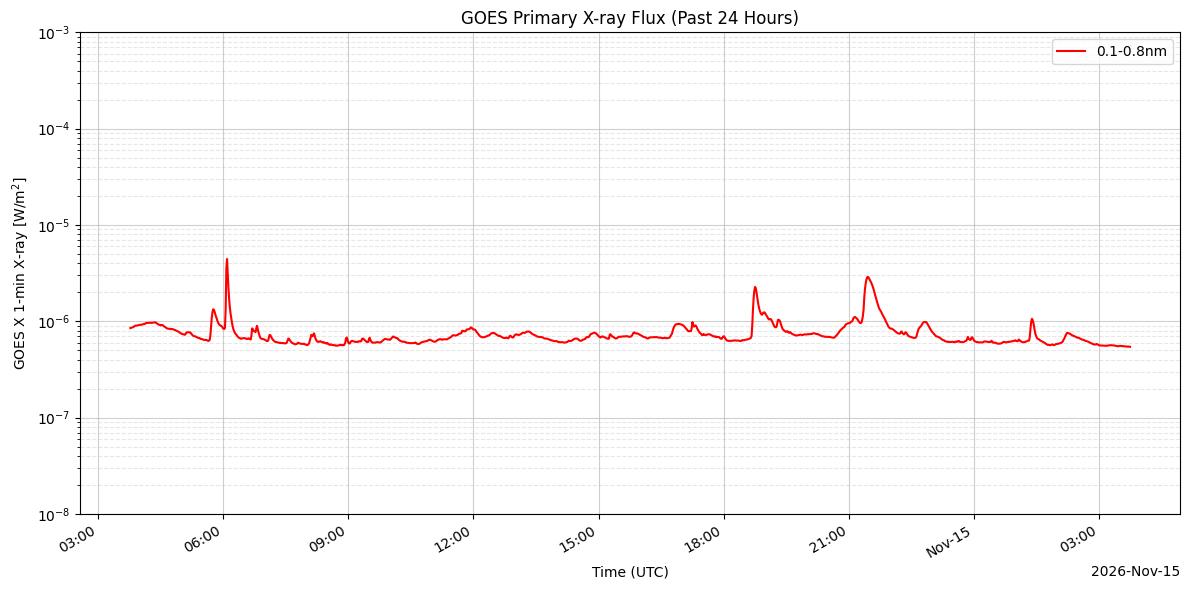 GOES Primary X-ray Flux (Past 24 Hours)
0.1-0.8nm
GOES X 1-min X-ray [W/m²]
10⁻³
10⁻⁴
10⁻⁵
10⁻⁶
10⁻⁷
10⁻⁸
03:00
06:00
09:00
12:00
15:00
18:00
21:00
Nov-15
03:00
Time (UTC)
2026-Nov-15